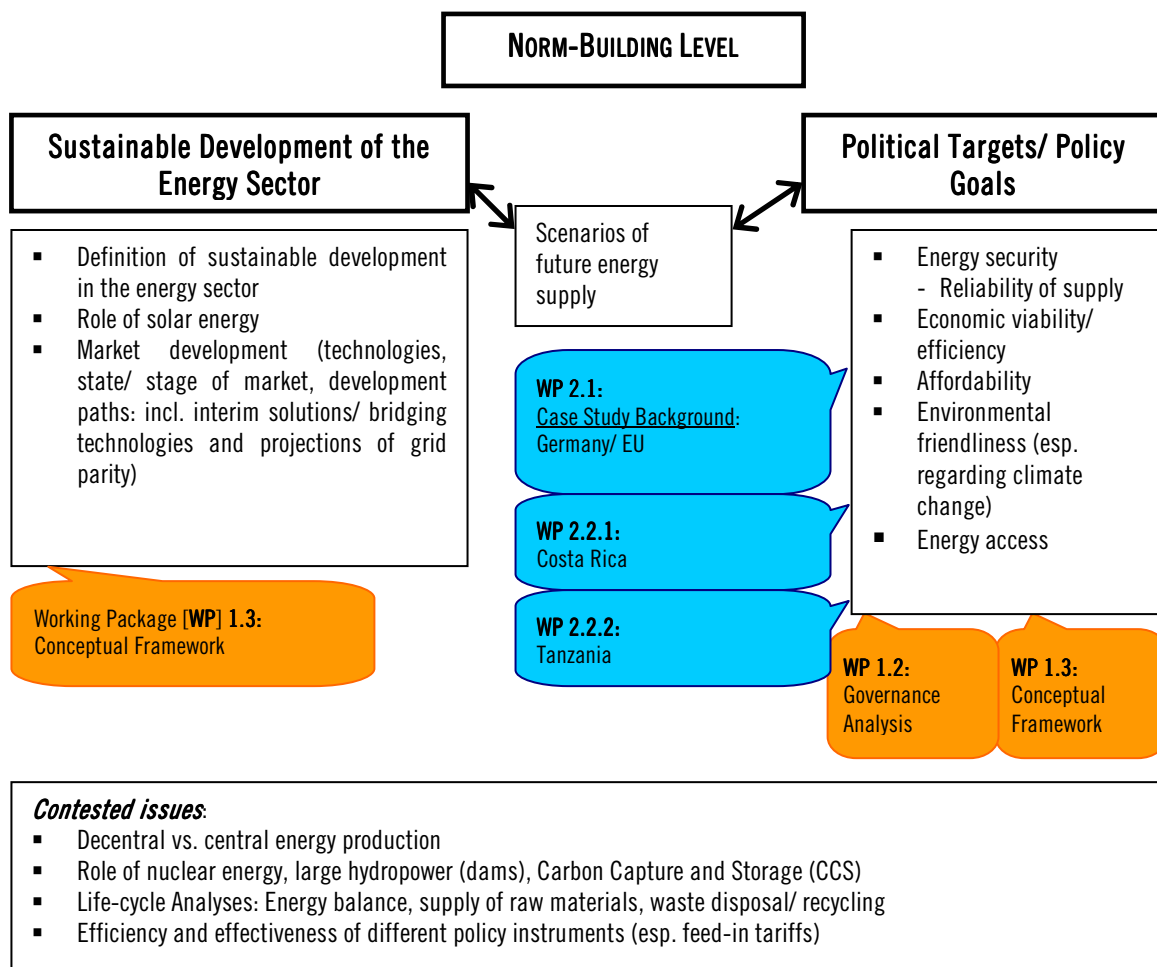 NORM-BUILDING LEVEL
Sustainable Development of the
Energy Sector
▪ Definition of sustainable development
in the energy sector
▪ Role of solar energy
▪ Market development (technologies,
state/ stage of market, development
paths: incl. interim solutions/ bridging
technologies and projections of grid
parity)
Working Package [WP] 1.3:
Conceptual Framework
Scenarios of
future energy
supply
WP 2.1:
Case Study Background:
Germany/ EU
WP 2.2.1:
Costa Rica
WP 2.2.2:
Tanzania
Political Targets/ Policy
Goals
▪ Energy security
- Reliability of supply
▪ Economic viability/
efficiency
▪ Affordability
▪ Environmental
friendliness (esp.
regarding climate
change)
▪ Energy access
WP 1.2:
Governance
Analysis
WP 1.3:
Conceptual
Framework
Contested issues:
▪ Decentral vs. central energy production
▪ Role of nuclear energy, large hydropower (dams), Carbon Capture and Storage (CCS)
▪ Life-cycle Analyses: Energy balance, supply of raw materials, waste disposal/ recycling
▪ Efficiency and effectiveness of different policy instruments (esp. feed-in tariffs)